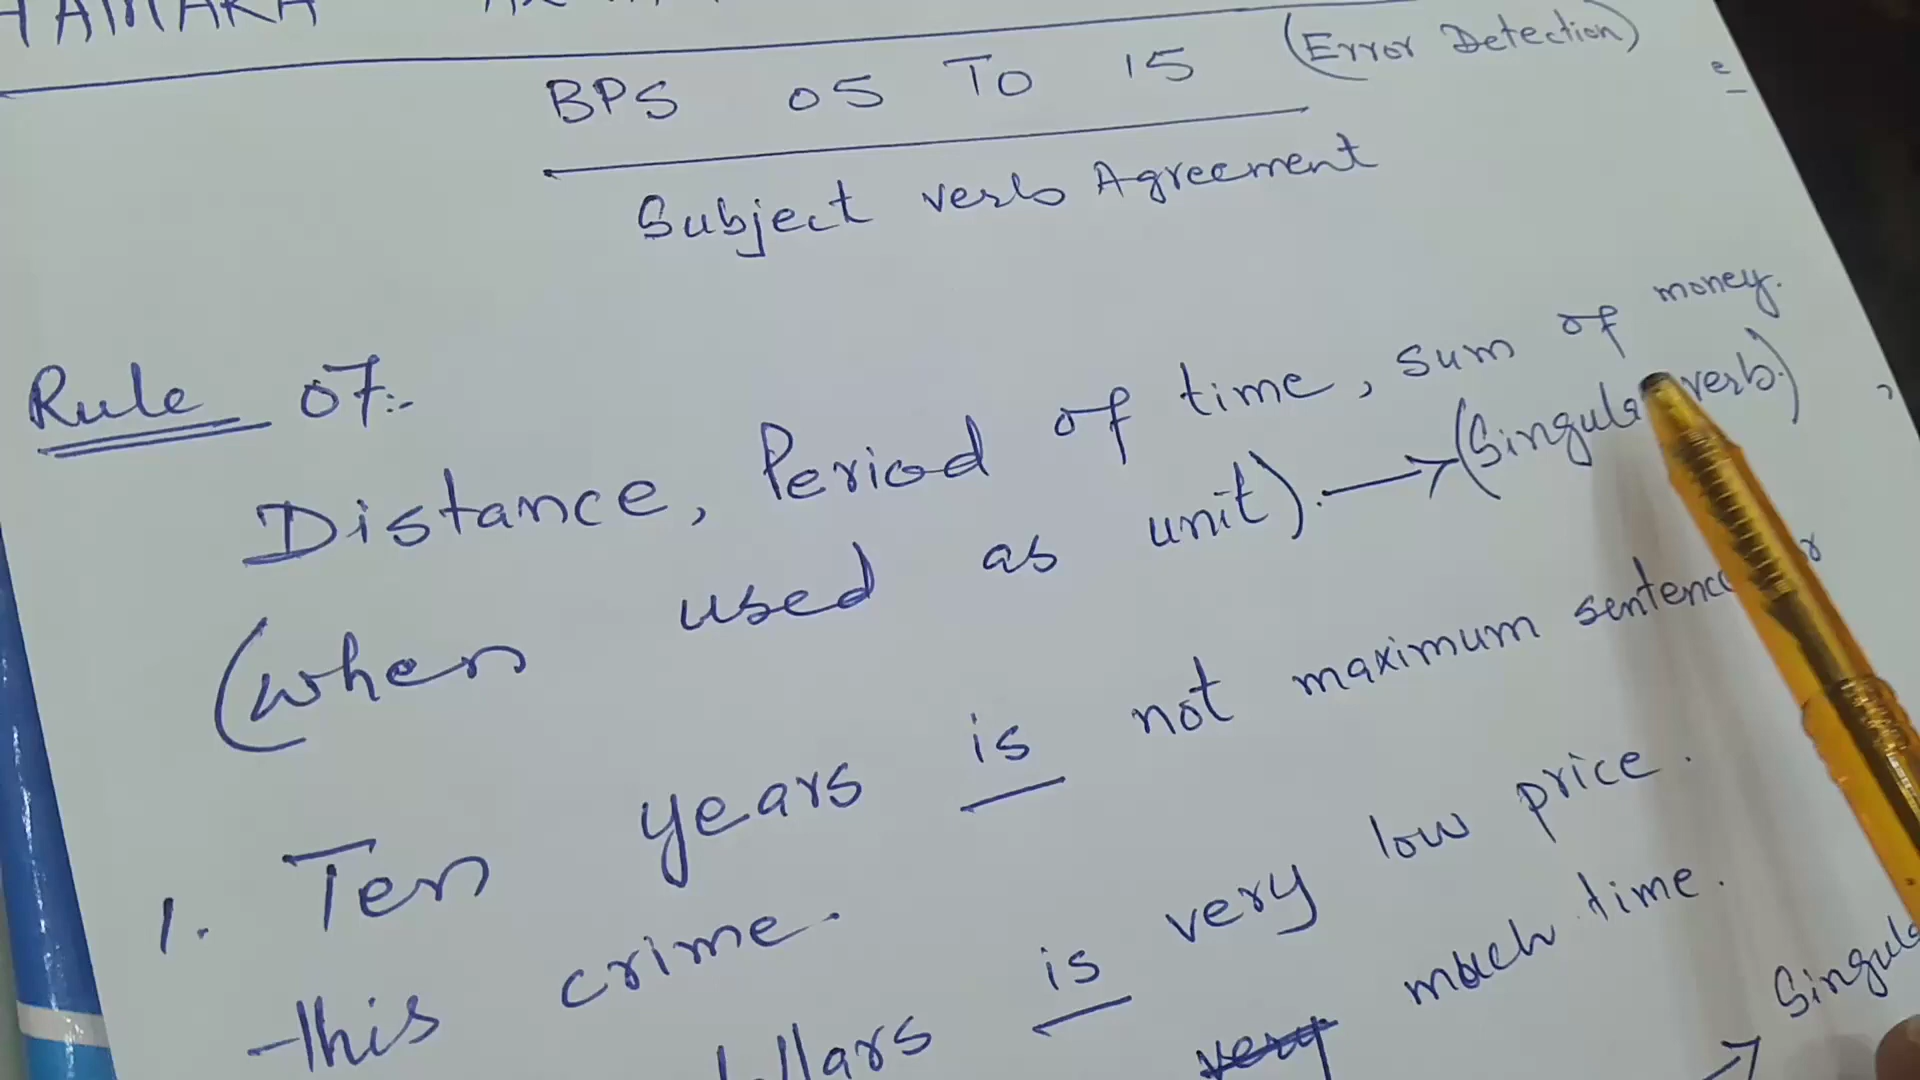 BPS 05 To 15 (Error Detection)
Subject verb Agreement
Rule 07:-
Distance, Period of time, sum of money.
(when used as unit). → (Singular verb.)
1. Ten years is not maximum sentence
this crime.
is very low price.
very much time.